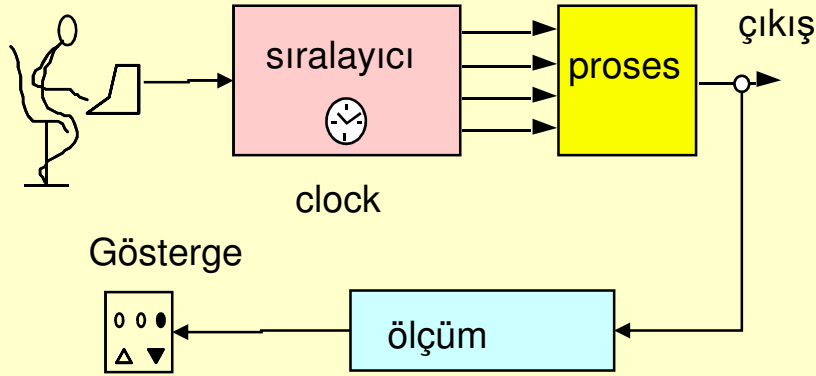 çıkış
sıralayıcı
proses
clock
Gösterge
ölçüm